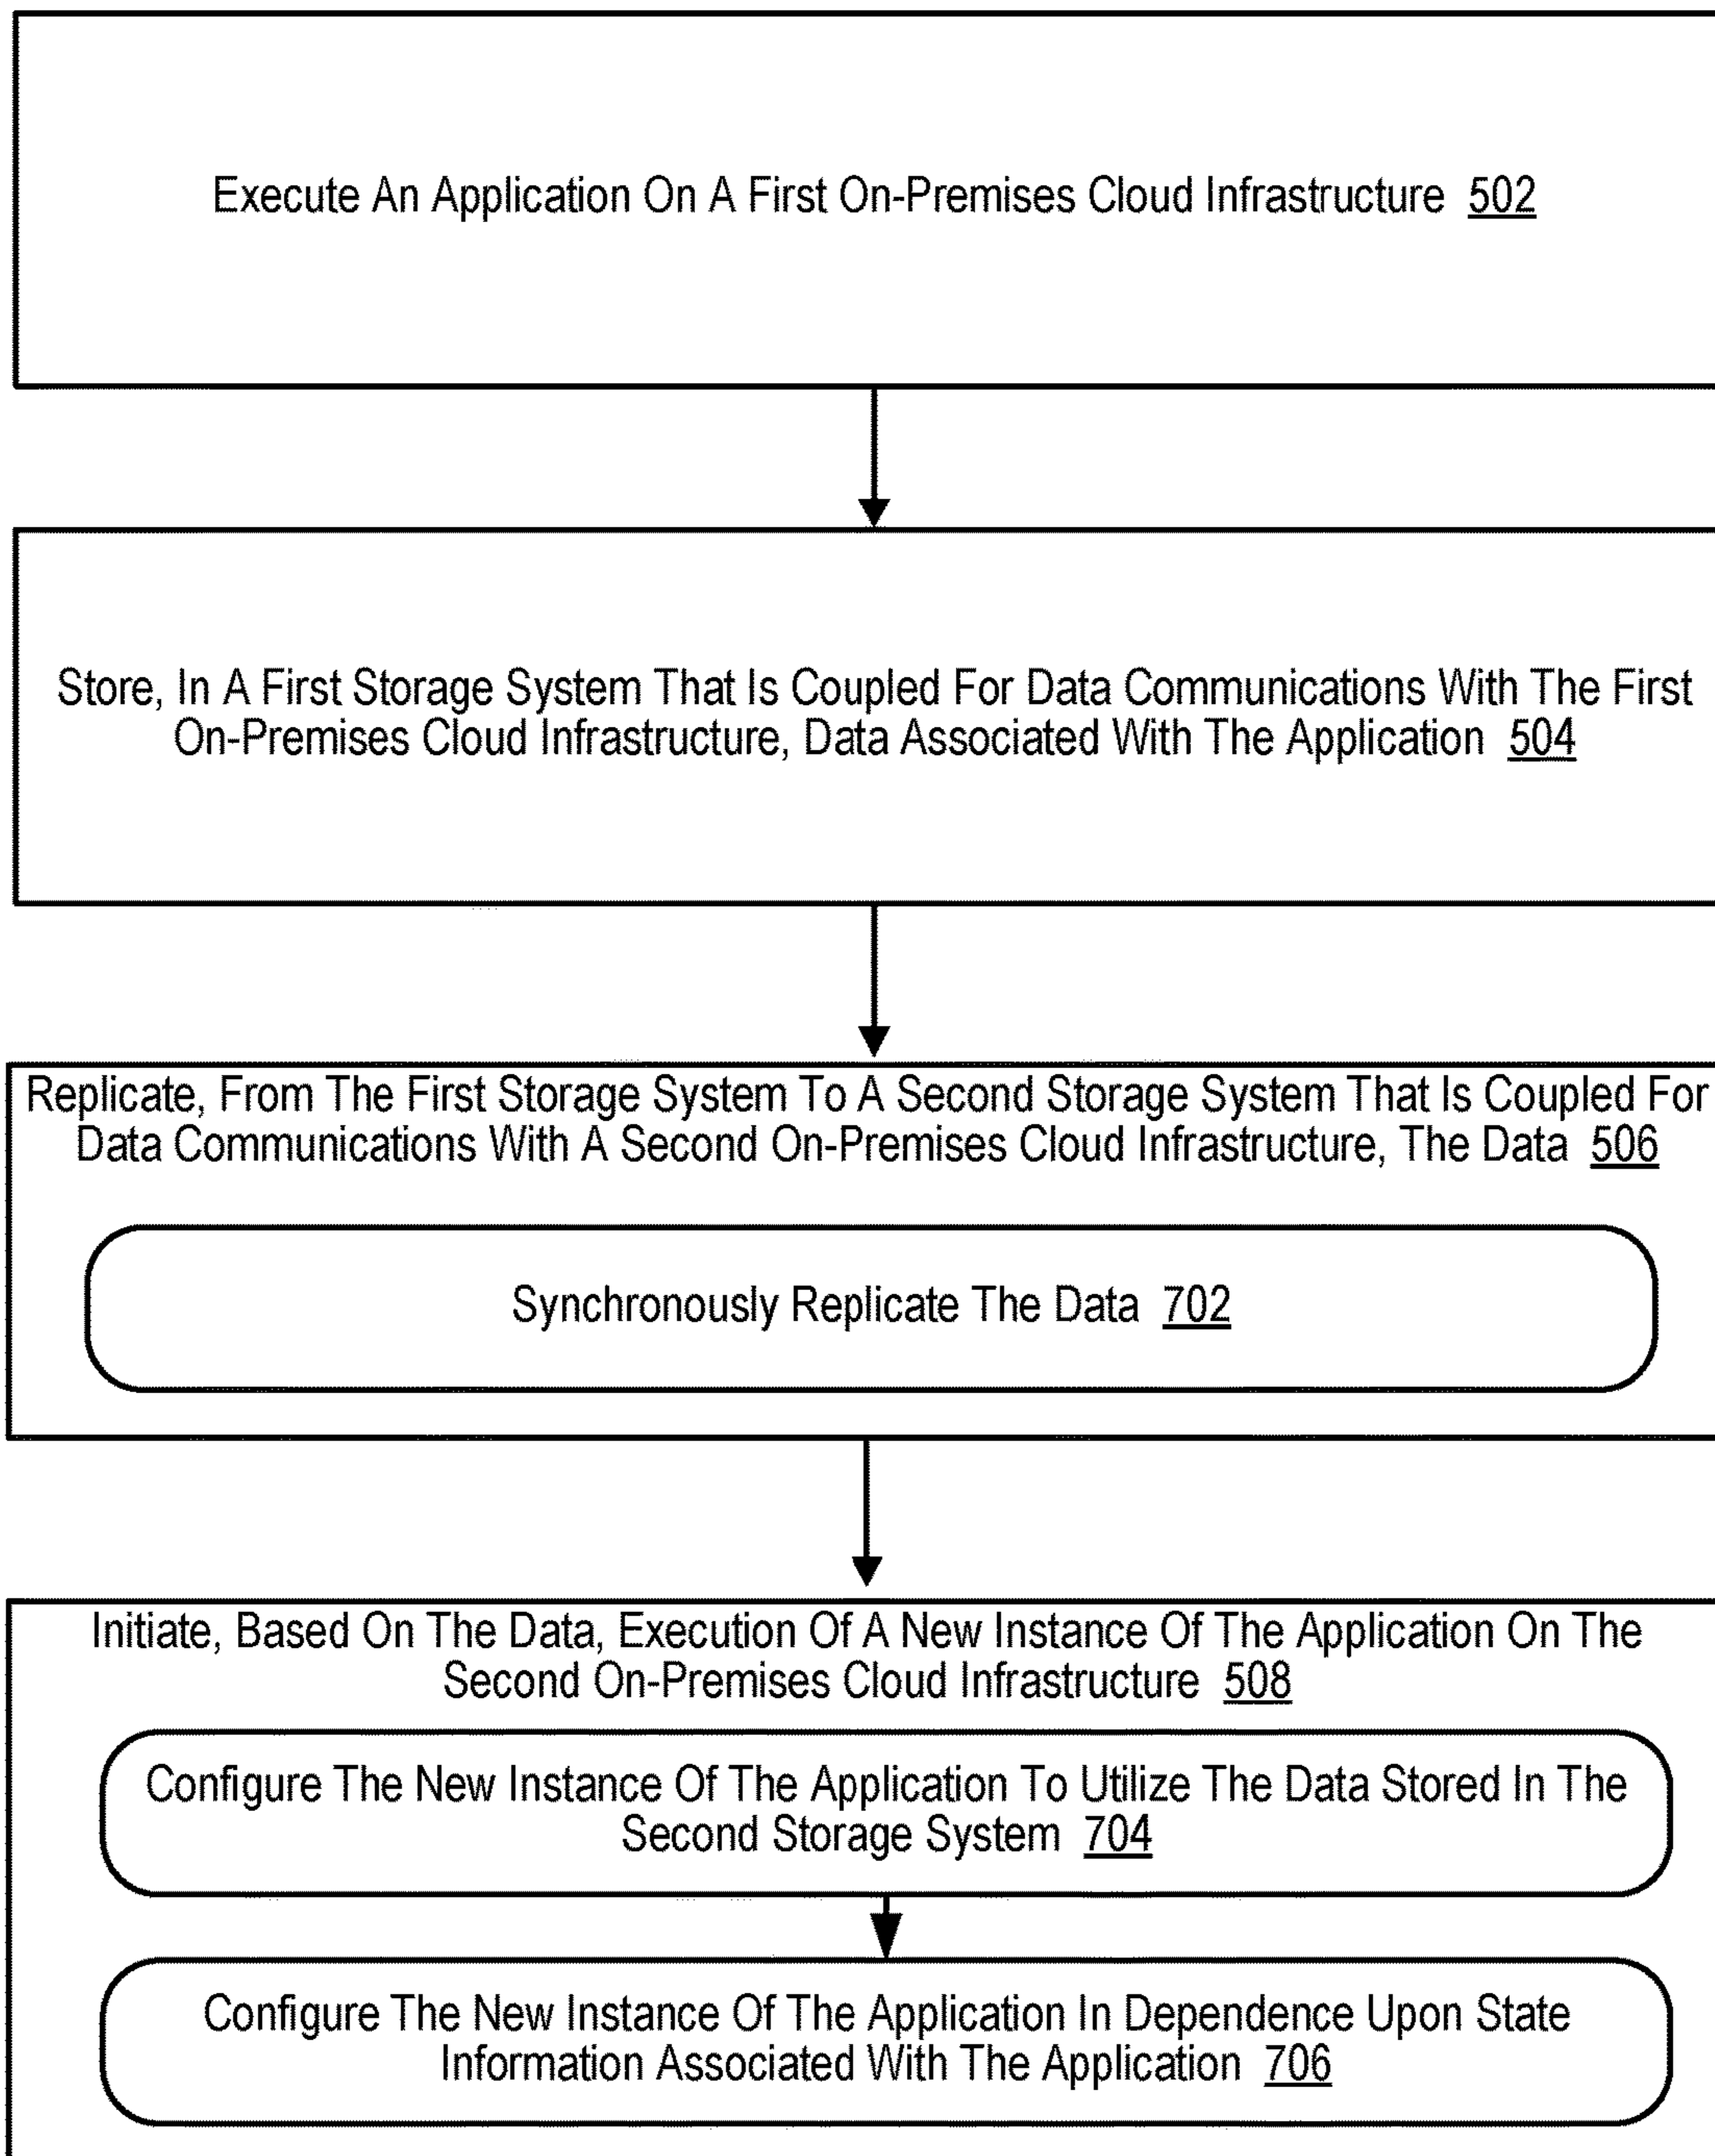 Execute An Application On A First On-Premises Cloud Infrastructure 502
Store, In A First Storage System That Is Coupled For Data Communications With The First
On-Premises Cloud Infrastructure, Data Associated With The Application 504
Replicate, From The First Storage System To A Second Storage System That Is Coupled For
Data Communications With A Second On-Premises Cloud Infrastructure, The Data 506
Synchronously Replicate The Data 702
Initiate, Based On The Data, Execution Of A New Instance Of The Application On The
Second On-Premises Cloud Infrastructure 508
Configure The New Instance Of The Application To Utilize The Data Stored In The
Second Storage System 704
Configure The New Instance Of The Application In Dependence Upon State
Information Associated With The Application 706